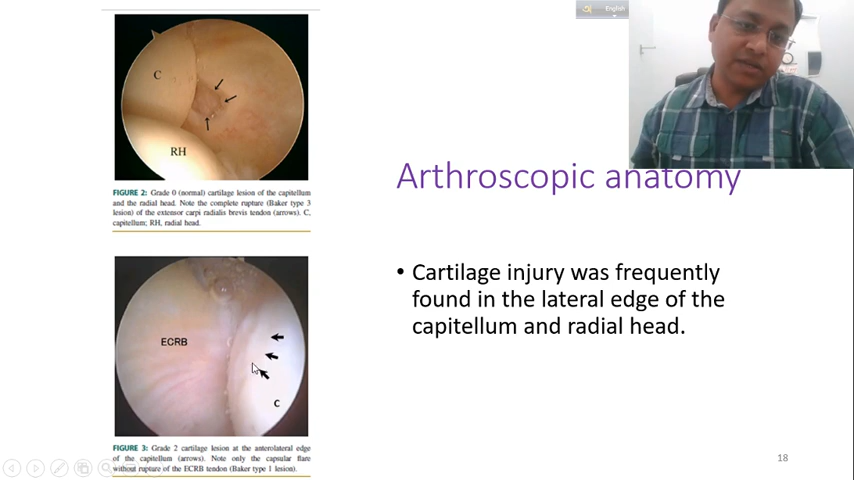 English
C
RH
FIGURE 2: Grade 0 (normal) cartilage lesion of the capitellum
and the radial head. Note the complete rupture (Baker type 3
lesion) of the extensor carpi radialis brevis tendon (arrows). C,
capitellum; RH, radial head.
ECRB
C
FIGURE 3: Grade 2 cartilage lesion at the anterolateral edge
of the capitellum (arrows). Note only the capsular flare
without rupture of the ECRB tendon (Baker type 1 lesion).
Arthroscopic anatomy
• Cartilage injury was frequently
found in the lateral edge of the
capitellum and radial head.
18